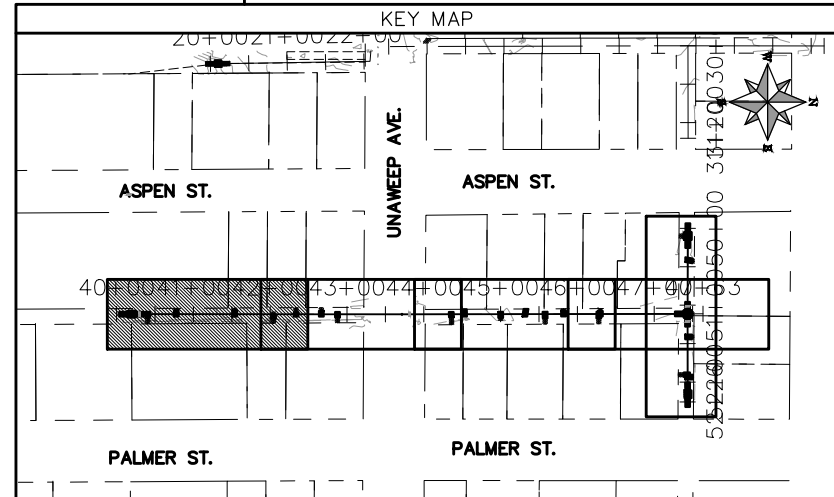 KEY MAP
20+0021+0022+00
UNAWEEP AVE.
ASPEN ST.
ASPEN ST.
N
40+0041+0042+0043+0044+0045+0046+0047+00
PALMER ST.
PALMER ST.